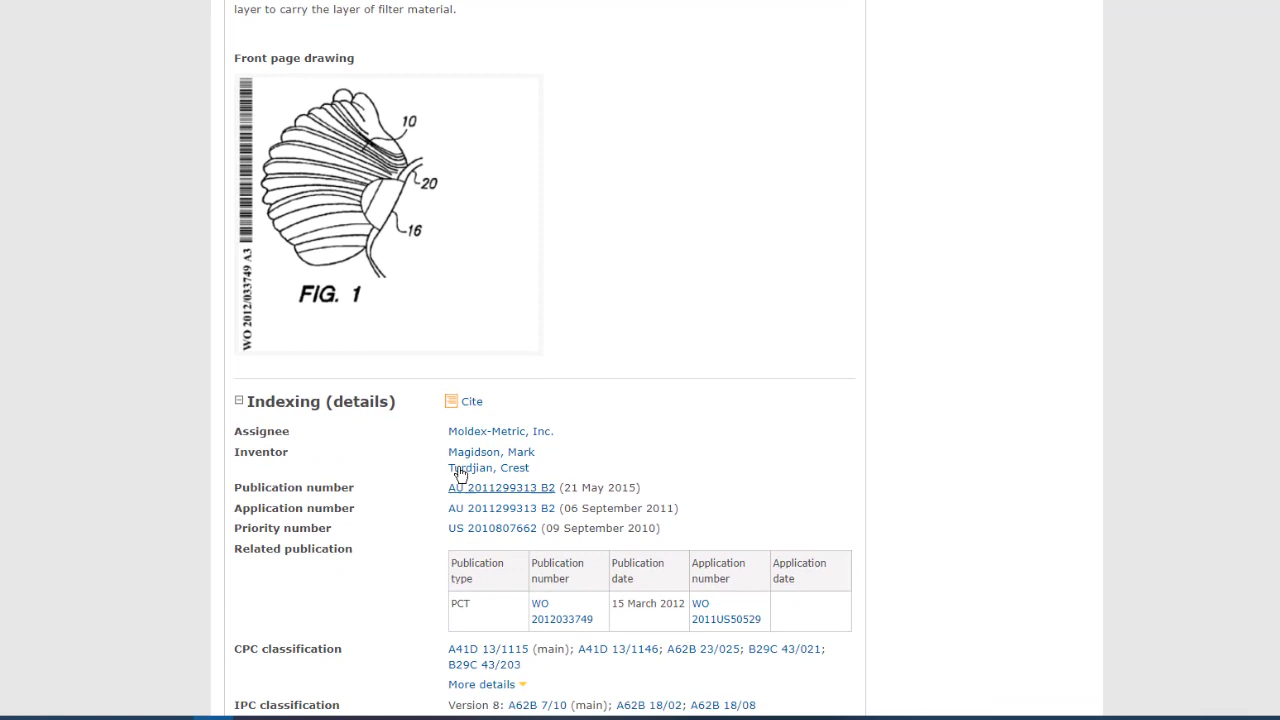 layer to carry the layer of filter material.
Front page drawing
WO 2012/033749 A3
10
20
16
FIG. 1
Indexing (details)
Cite
Assignee
Moldex-Metric, Inc.
Inventor
Magidson, Mark
Turdjian, Crest
Publication number
AU 2011299313 B2 (21 May 2015)
Application number
AU 2011299313 B2 (06 September 2011)
Priority number
US 2010807662 (09 September 2010)
Related publication
Publication type
Publication number
Publication date
Application number
Application date
PCT
WO 2012033749
15 March 2012
WO 2011US50529
CPC classification
A41D 13/1115 (main); A41D 13/1146; A62B 23/025; B29C 43/021;
B29C 43/203
More details
IPC classification
Version 8: A62B 7/10 (main); A62B 18/02; A62B 18/08